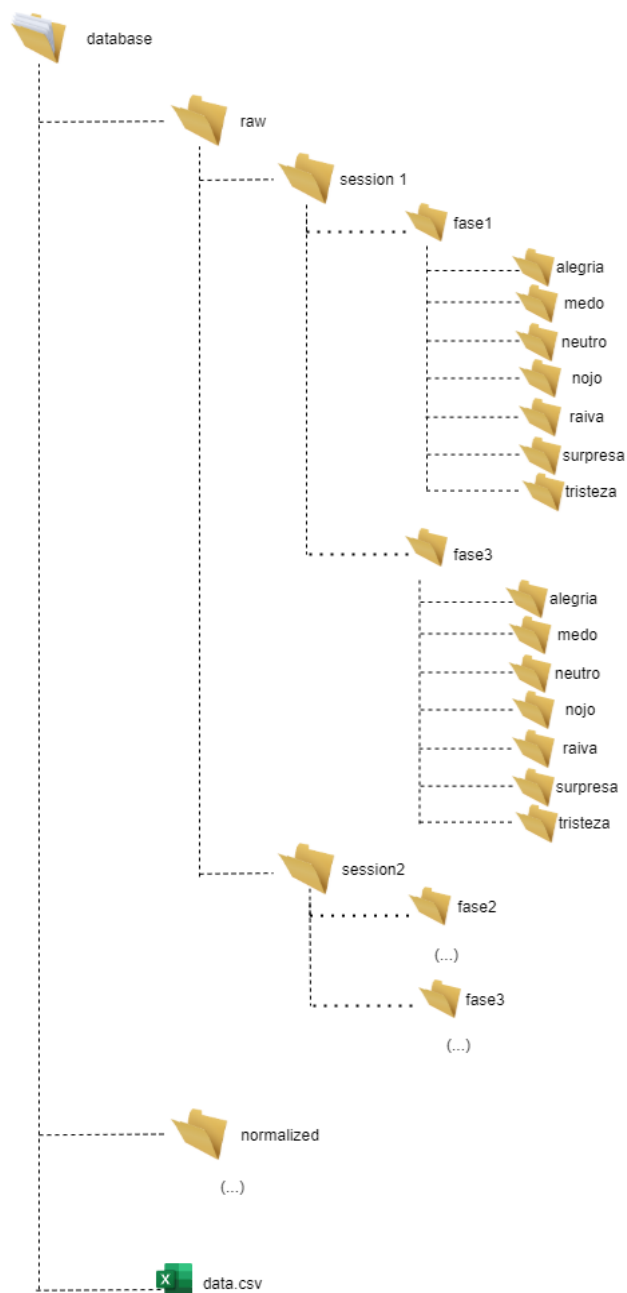 database
raw
session 1
fase1
alegria
medo
neutro
nojo
raiva
surpresa
tristeza
fase3
alegria
medo
neutro
nojo
raiva
surpresa
tristeza
session2
fase2
(...)
fase3
(...)
normalized
(...)
X
data.csv